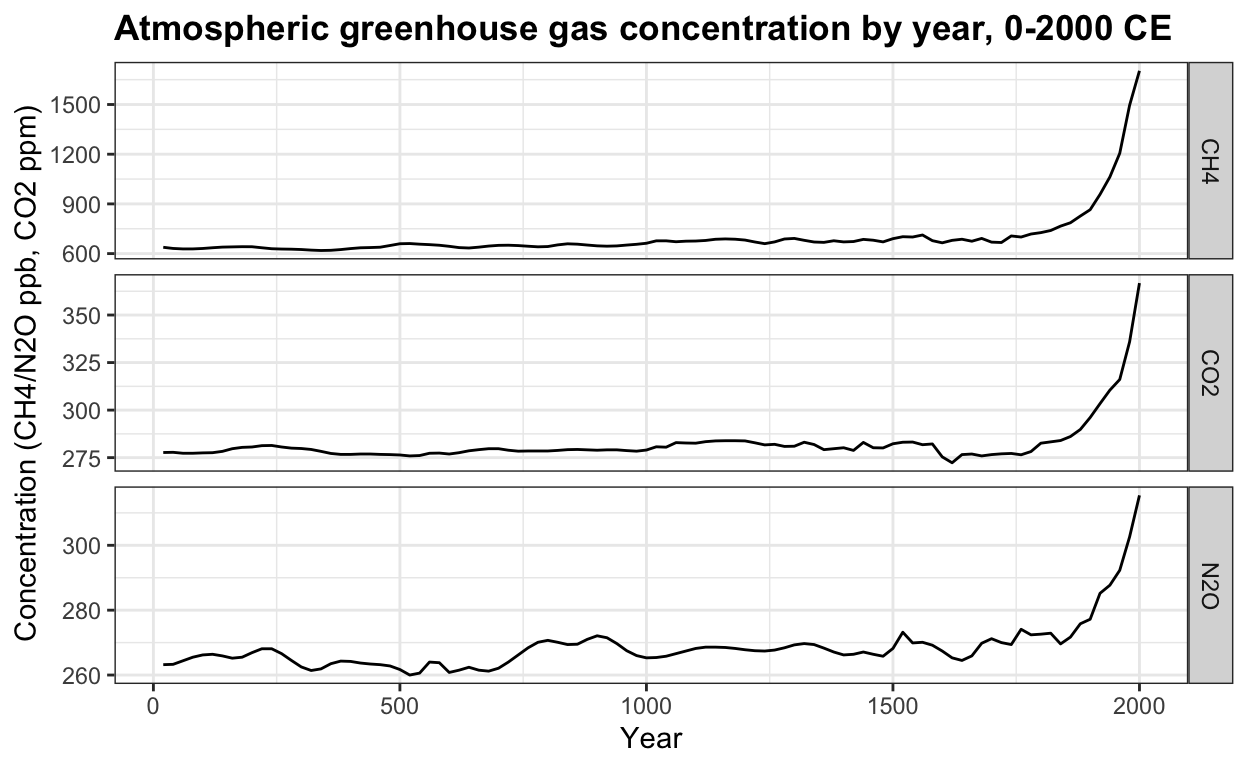 Atmospheric greenhouse gas concentration by year, 0-2000 CE
Concentration (CH4/N2O ppb, CO2 ppm)
1500
1200
900
600
CH4
350
325
300
275
CO2
300
280
260
N2O
0 500 1000 1500 2000
Year